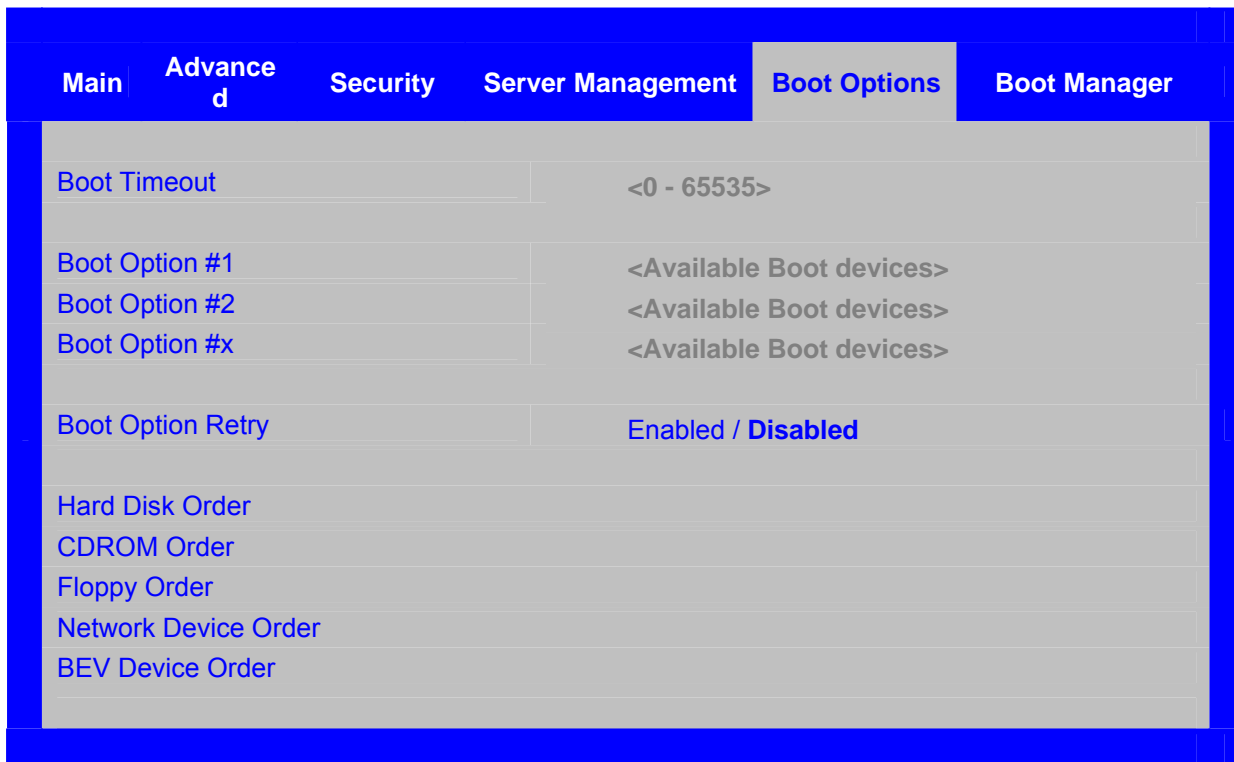 Main Advance
d Security Server Management Boot Options Boot Manager
Boot Timeout <0 - 65535>
Boot Option #1 <Available Boot devices>
Boot Option #2 <Available Boot devices>
Boot Option #x <Available Boot devices>
Boot Option Retry Enabled / Disabled
Hard Disk Order
CDROM Order
Floppy Order
Network Device Order
BEV Device Order